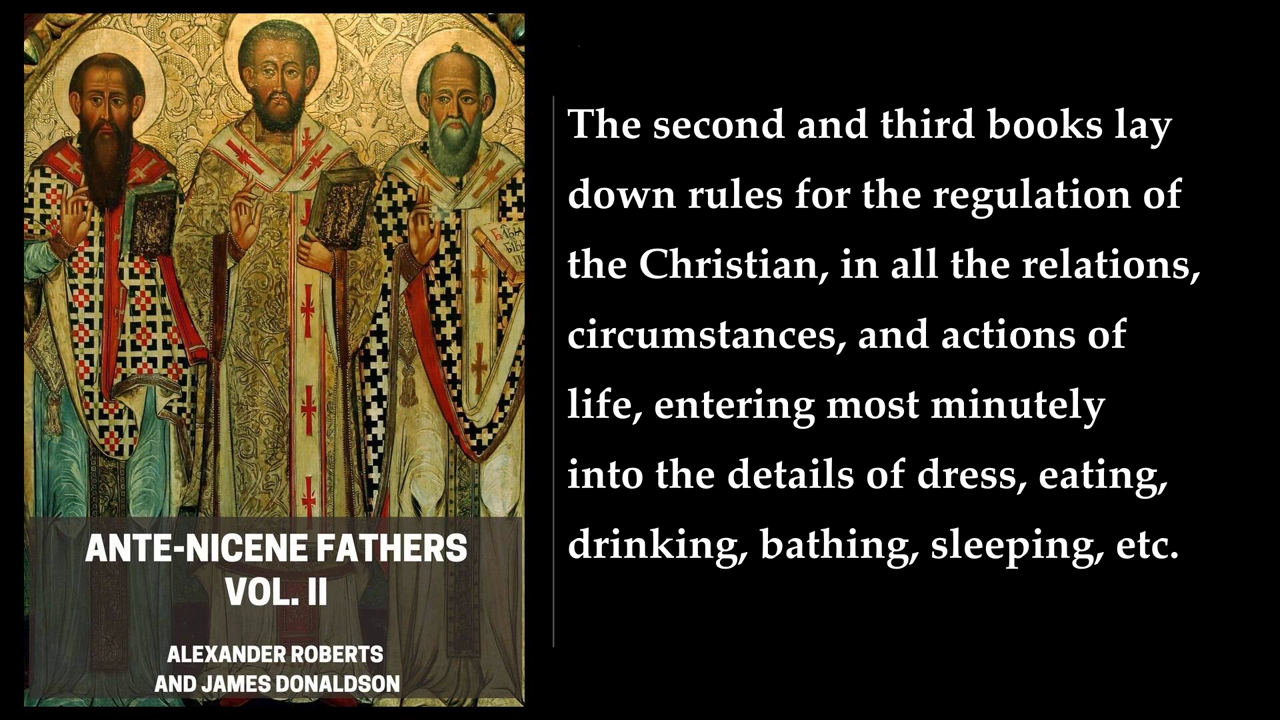 ANTE-NICENE FATHERS
VOL. II
ALEXANDER ROBERTS
AND JAMES DONALDSON
The second and third books lay
down rules for the regulation of
the Christian, in all the relations,
circumstances, and actions of
life, entering most minutely
into the details of dress, eating,
drinking, bathing, sleeping, etc.